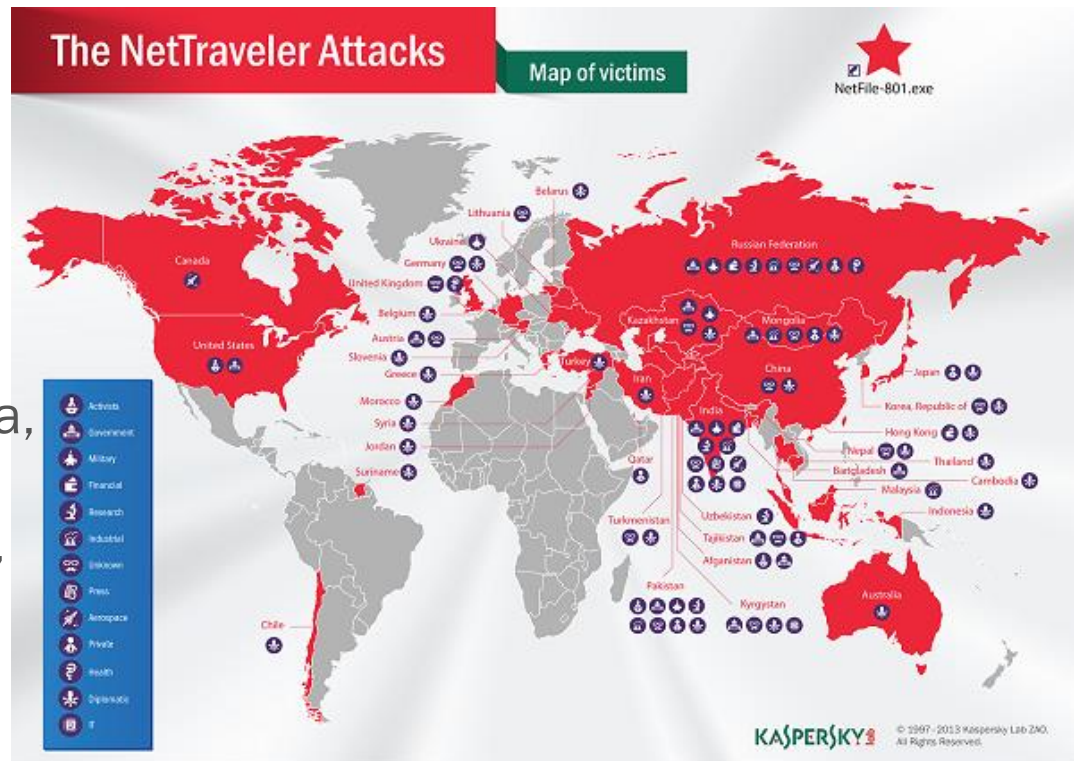 The NetTraveler Attacks
Map of victims
NetFile-801.exe
Belarus
Lithuania
Ukraine
Germany
United Kingdom
Belgium
Austria
Slovenia
Greece
Morocco
Syria
Jordan
Suriname
Canada
United States
Chile
Russian Federation
Kazakhstan
Mongolia
China
Turkey
Iran
India
Qatar
Japan
Korea, Republic of
Hong Kong
Nepal
Thailand
Bangladesh
Cambodia
Malaysia
Indonesia
Turkmenistan
Uzbekistan
Tajikistan
Afganistan
Pakistan
Kyrgystan
Australia
a,
,
Activists
Government
Military
Financial
Research
Industrial
Unknown
Press
Aerospace
Private
Health
Diplomatic
IT
KASPERSKY lab
© 1997-2013 Kaspersky Lab ZAO.
All Rights Reserved.